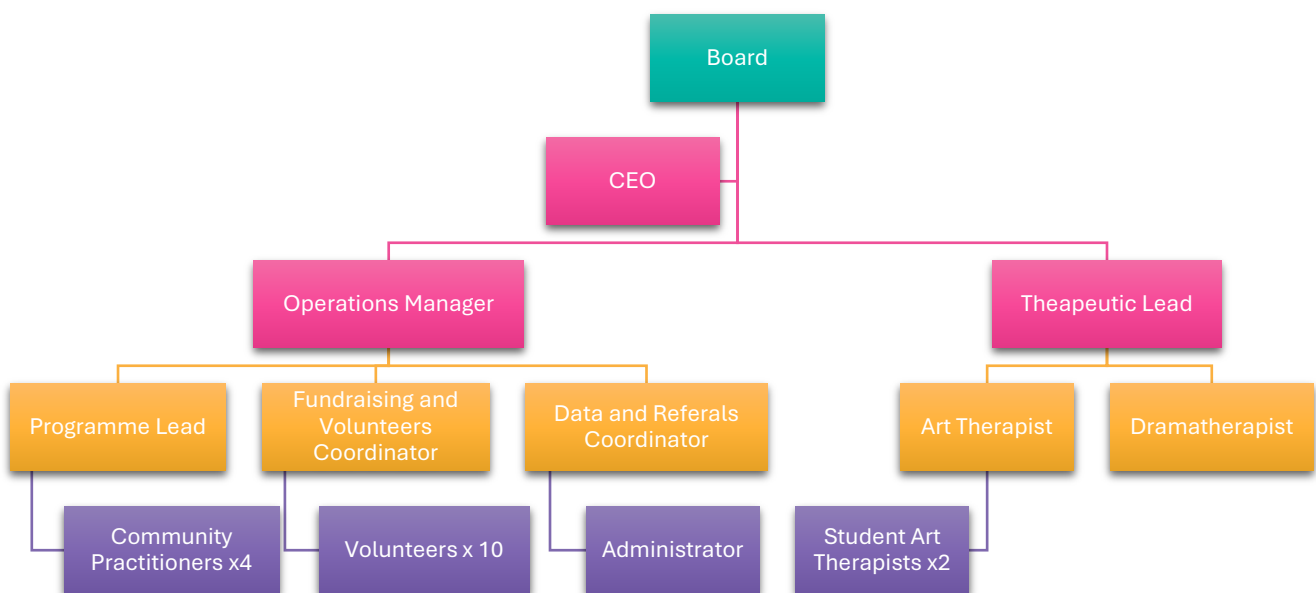 Board
CEO
Operations Manager
Theapeutic Lead
Programme Lead
Fundraising and
Volunteers
Coordinator
Data and Referals
Coordinator
Art Therapist
Dramatherapist
Community
Practitioners x4
Volunteers x 10
Administrator
Student Art
Therapists x2